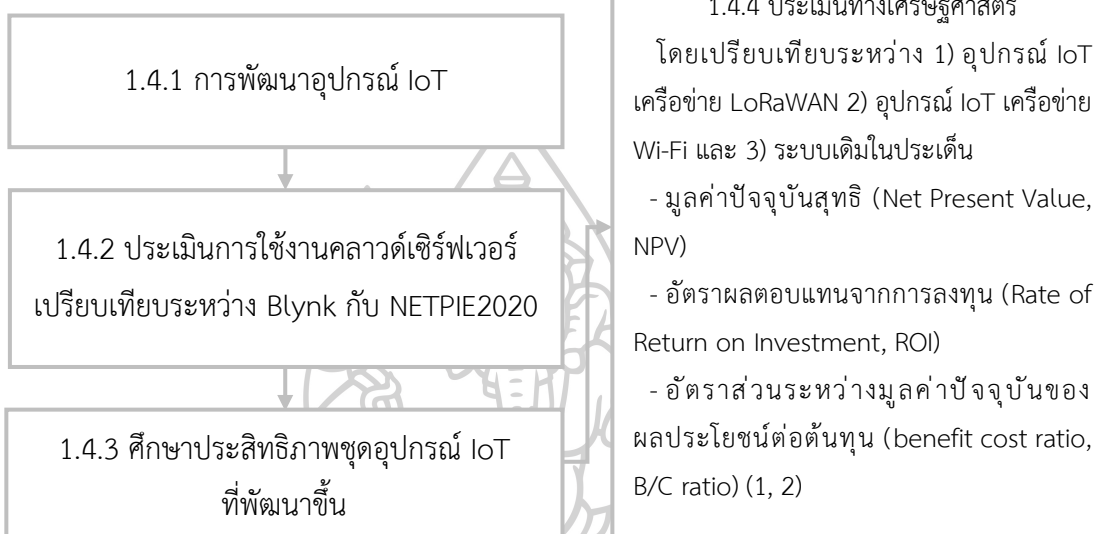 1.4.1 การพัฒนาอุปกรณ์ IoT
1.4.2 ประเมินการใช้งานคลาวด์เซิร์ฟเวอร์
เปรียบเทียบระหว่าง Blynk กับ NETPIE2020
1.4.3 ศึกษาประสิทธิภาพชุดอุปกรณ์ IoT
ที่พัฒนาขึ้น
1.4.4 ประเมินทางเศรษฐศาสตร์
โดยเปรียบเทียบระหว่าง 1) อุปกรณ์ IoT
เครือข่าย LoRaWAN 2) อุปกรณ์ IoT เครือข่าย
Wi-Fi และ 3) ระบบเดิมในประเด็น
- มูลค่าปัจจุบันสุทธิ (Net Present Value,
NPV)
- อัตราผลตอบแทนจากการลงทุน (Rate of
Return on Investment, ROI)
- อัตราส่วนระหว่างมูลค่าปัจจุบันของ
ผลประโยชน์ต่อต้นทุน (benefit cost ratio,
B/C ratio) (1, 2)